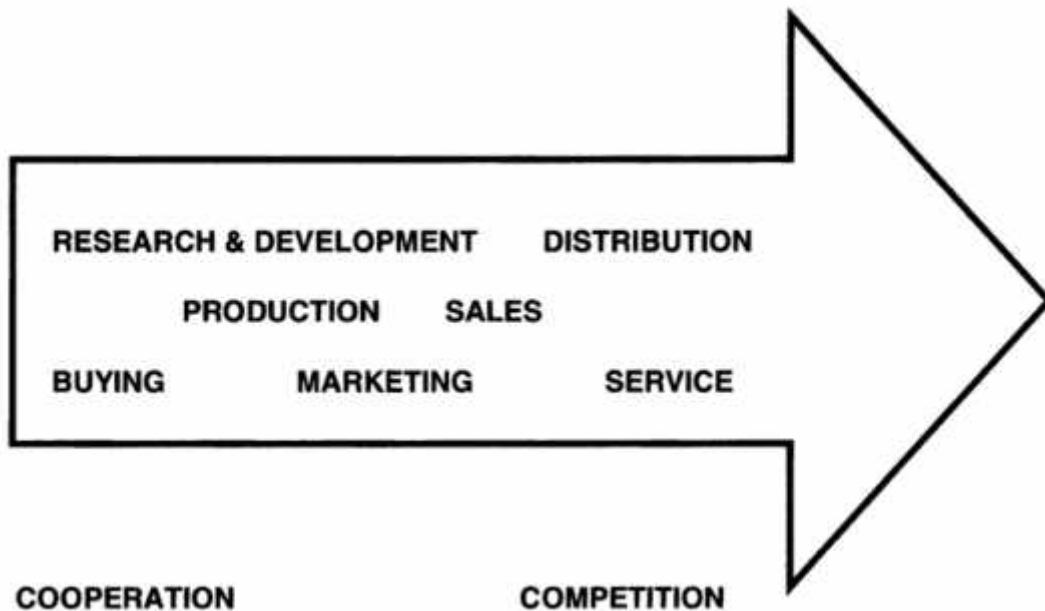 RESEARCH & DEVELOPMENT DISTRIBUTION
PRODUCTION SALES
BUYING MARKETING SERVICE
COOPERATION COMPETITION